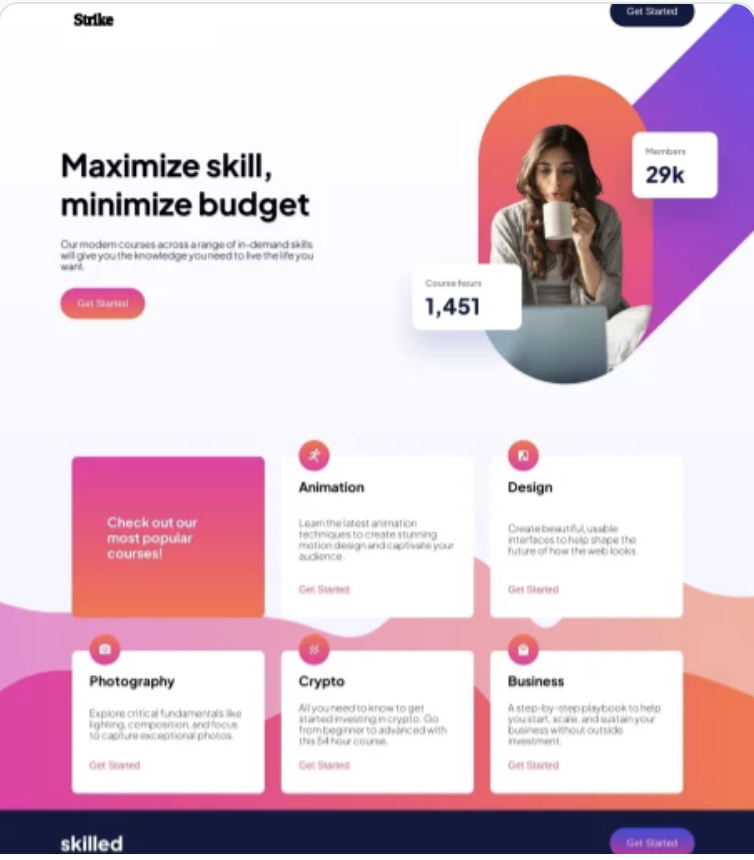 Strike
Get Started
Maximize skill,
minimize budget
Our modern courses across a range of in-demand skills
will give you the knowledge you need to live the life you
want.
Get Started
Members
29k
Course hours
1,451
Check out our
most popular
courses!
Animation
Learn the latest animation
techniques to create stunning
motion design and captivate your
audience.
Get Started
Design
Create beautiful, usable
interfaces to help shape the
future of how the web looks.
Get Started
Photography
Explore critical fundamentals like
lighting, composition, and focus
to capture exceptional photos.
Get Started
Crypto
All you need to know to get
started investing in crypto. Go
from beginner to advanced with
this 54 hour course.
Get Started
Business
A step-by-step playbook to help
you start, scale, and sustain your
business without outside
investment.
Get Started
skilled
Get Started